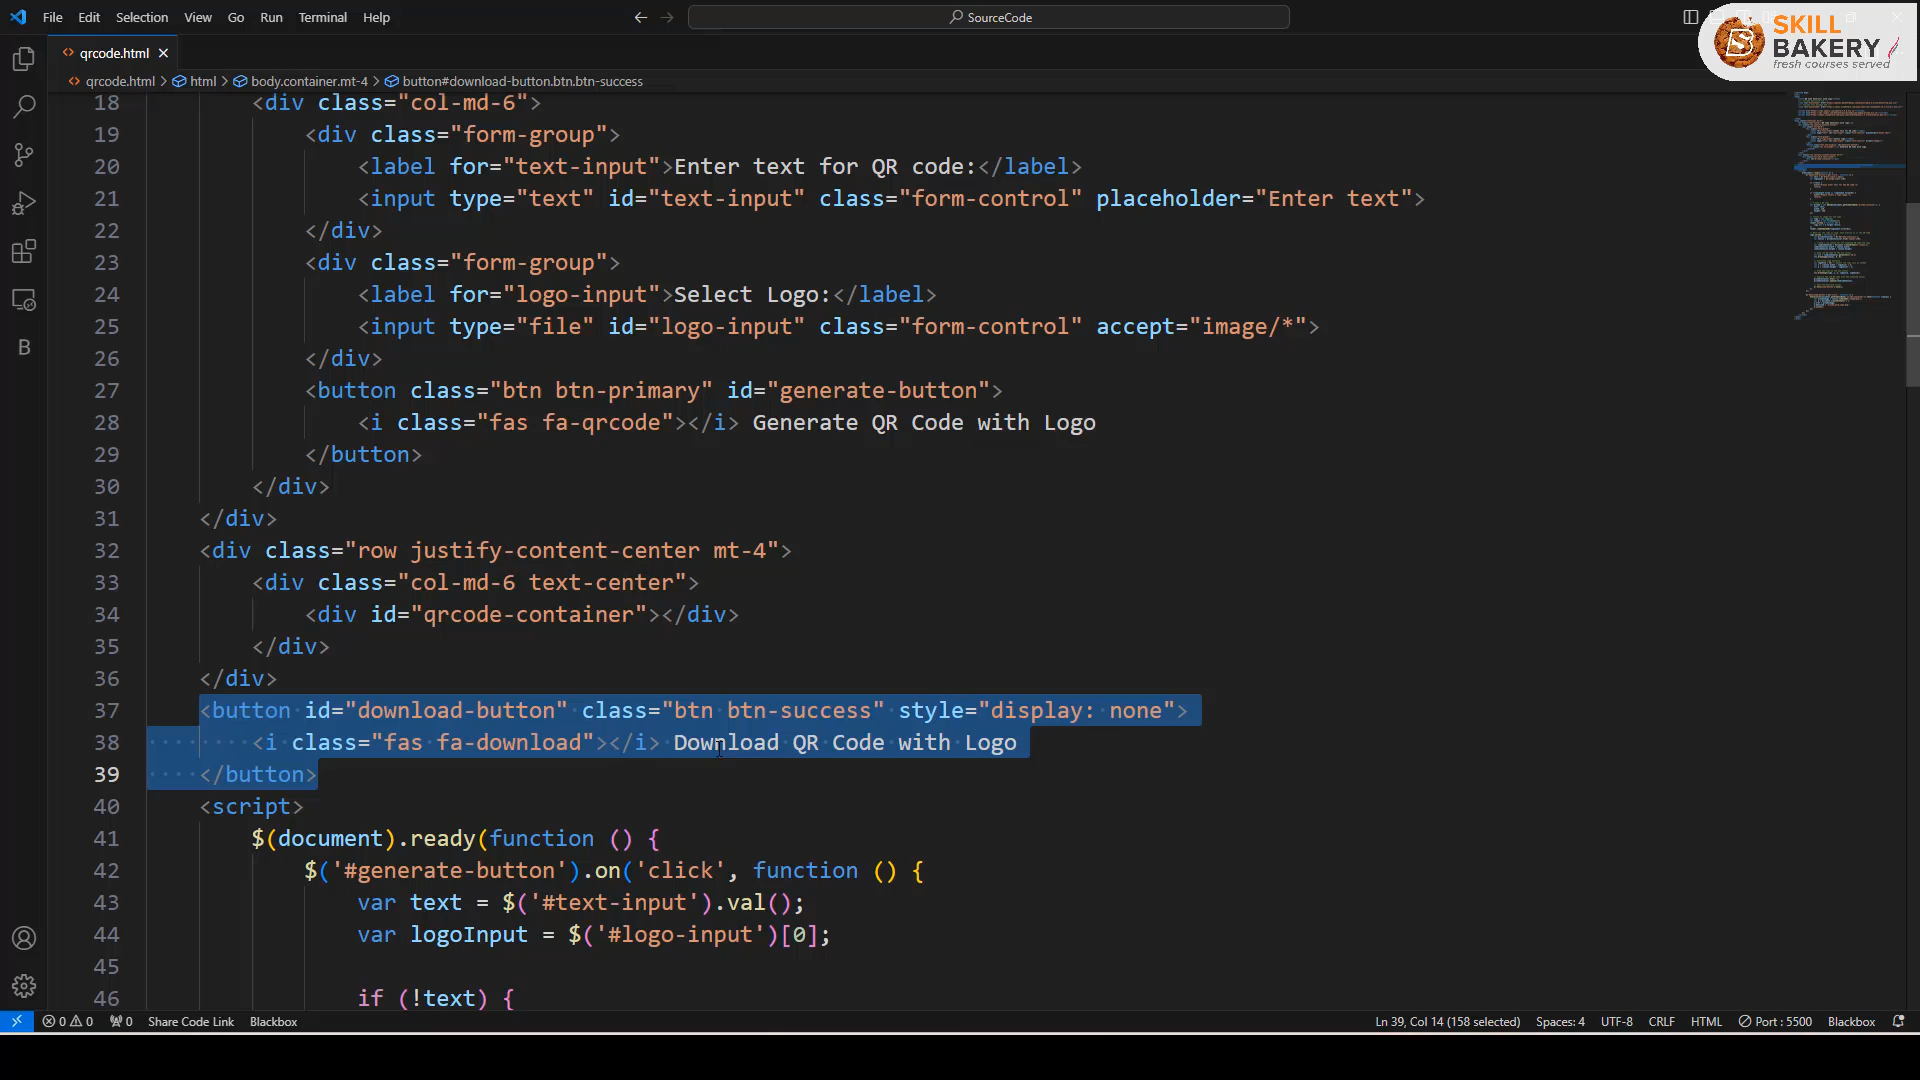 File Edit Selection View Go Run Terminal Help
SourceCode
SKILL
BAKERY
fresh courses served
qrcode.html
qrcode.html > html > body.container.mt-4 > button#download-button.btn.btn-success
18 <div class="col-md-6">
19 <div class="form-group">
20 <label for="text-input">Enter text for QR code:</label>
21 <input type="text" id="text-input" class="form-control" placeholder="Enter text">
22 </div>
23 <div class="form-group">
24 <label for="logo-input">Select Logo:</label>
25 <input type="file" id="logo-input" class="form-control" accept="image/*">
26 </div>
27 <button class="btn btn-primary" id="generate-button">
28 <i class="fas fa-qrcode"></i> Generate QR Code with Logo
29 </button>
30 </div>
31 </div>
32 <div class="row justify-content-center mt-4">
33 <div class="col-md-6 text-center">
34 <div id="qrcode-container"></div>
35 </div>
36 </div>
37 <button id="download-button" class="btn btn-success" style="display: none">
38 <i class="fas fa-download"></i> Download QR Code with Logo
39 </button>
40 <script>
41 $(document).ready(function () {
42 $('#generate-button').on('click', function () {
43 var text = $('#text-input').val();
44 var logoInput = $('#logo-input')[0];
45
46 if (!text) {
0 0 0 Share Code Link Blackbox Ln 39, Col 14 (158 selected) Spaces: 4 UTF-8 CRLF HTML Port : 5500 Blackbox